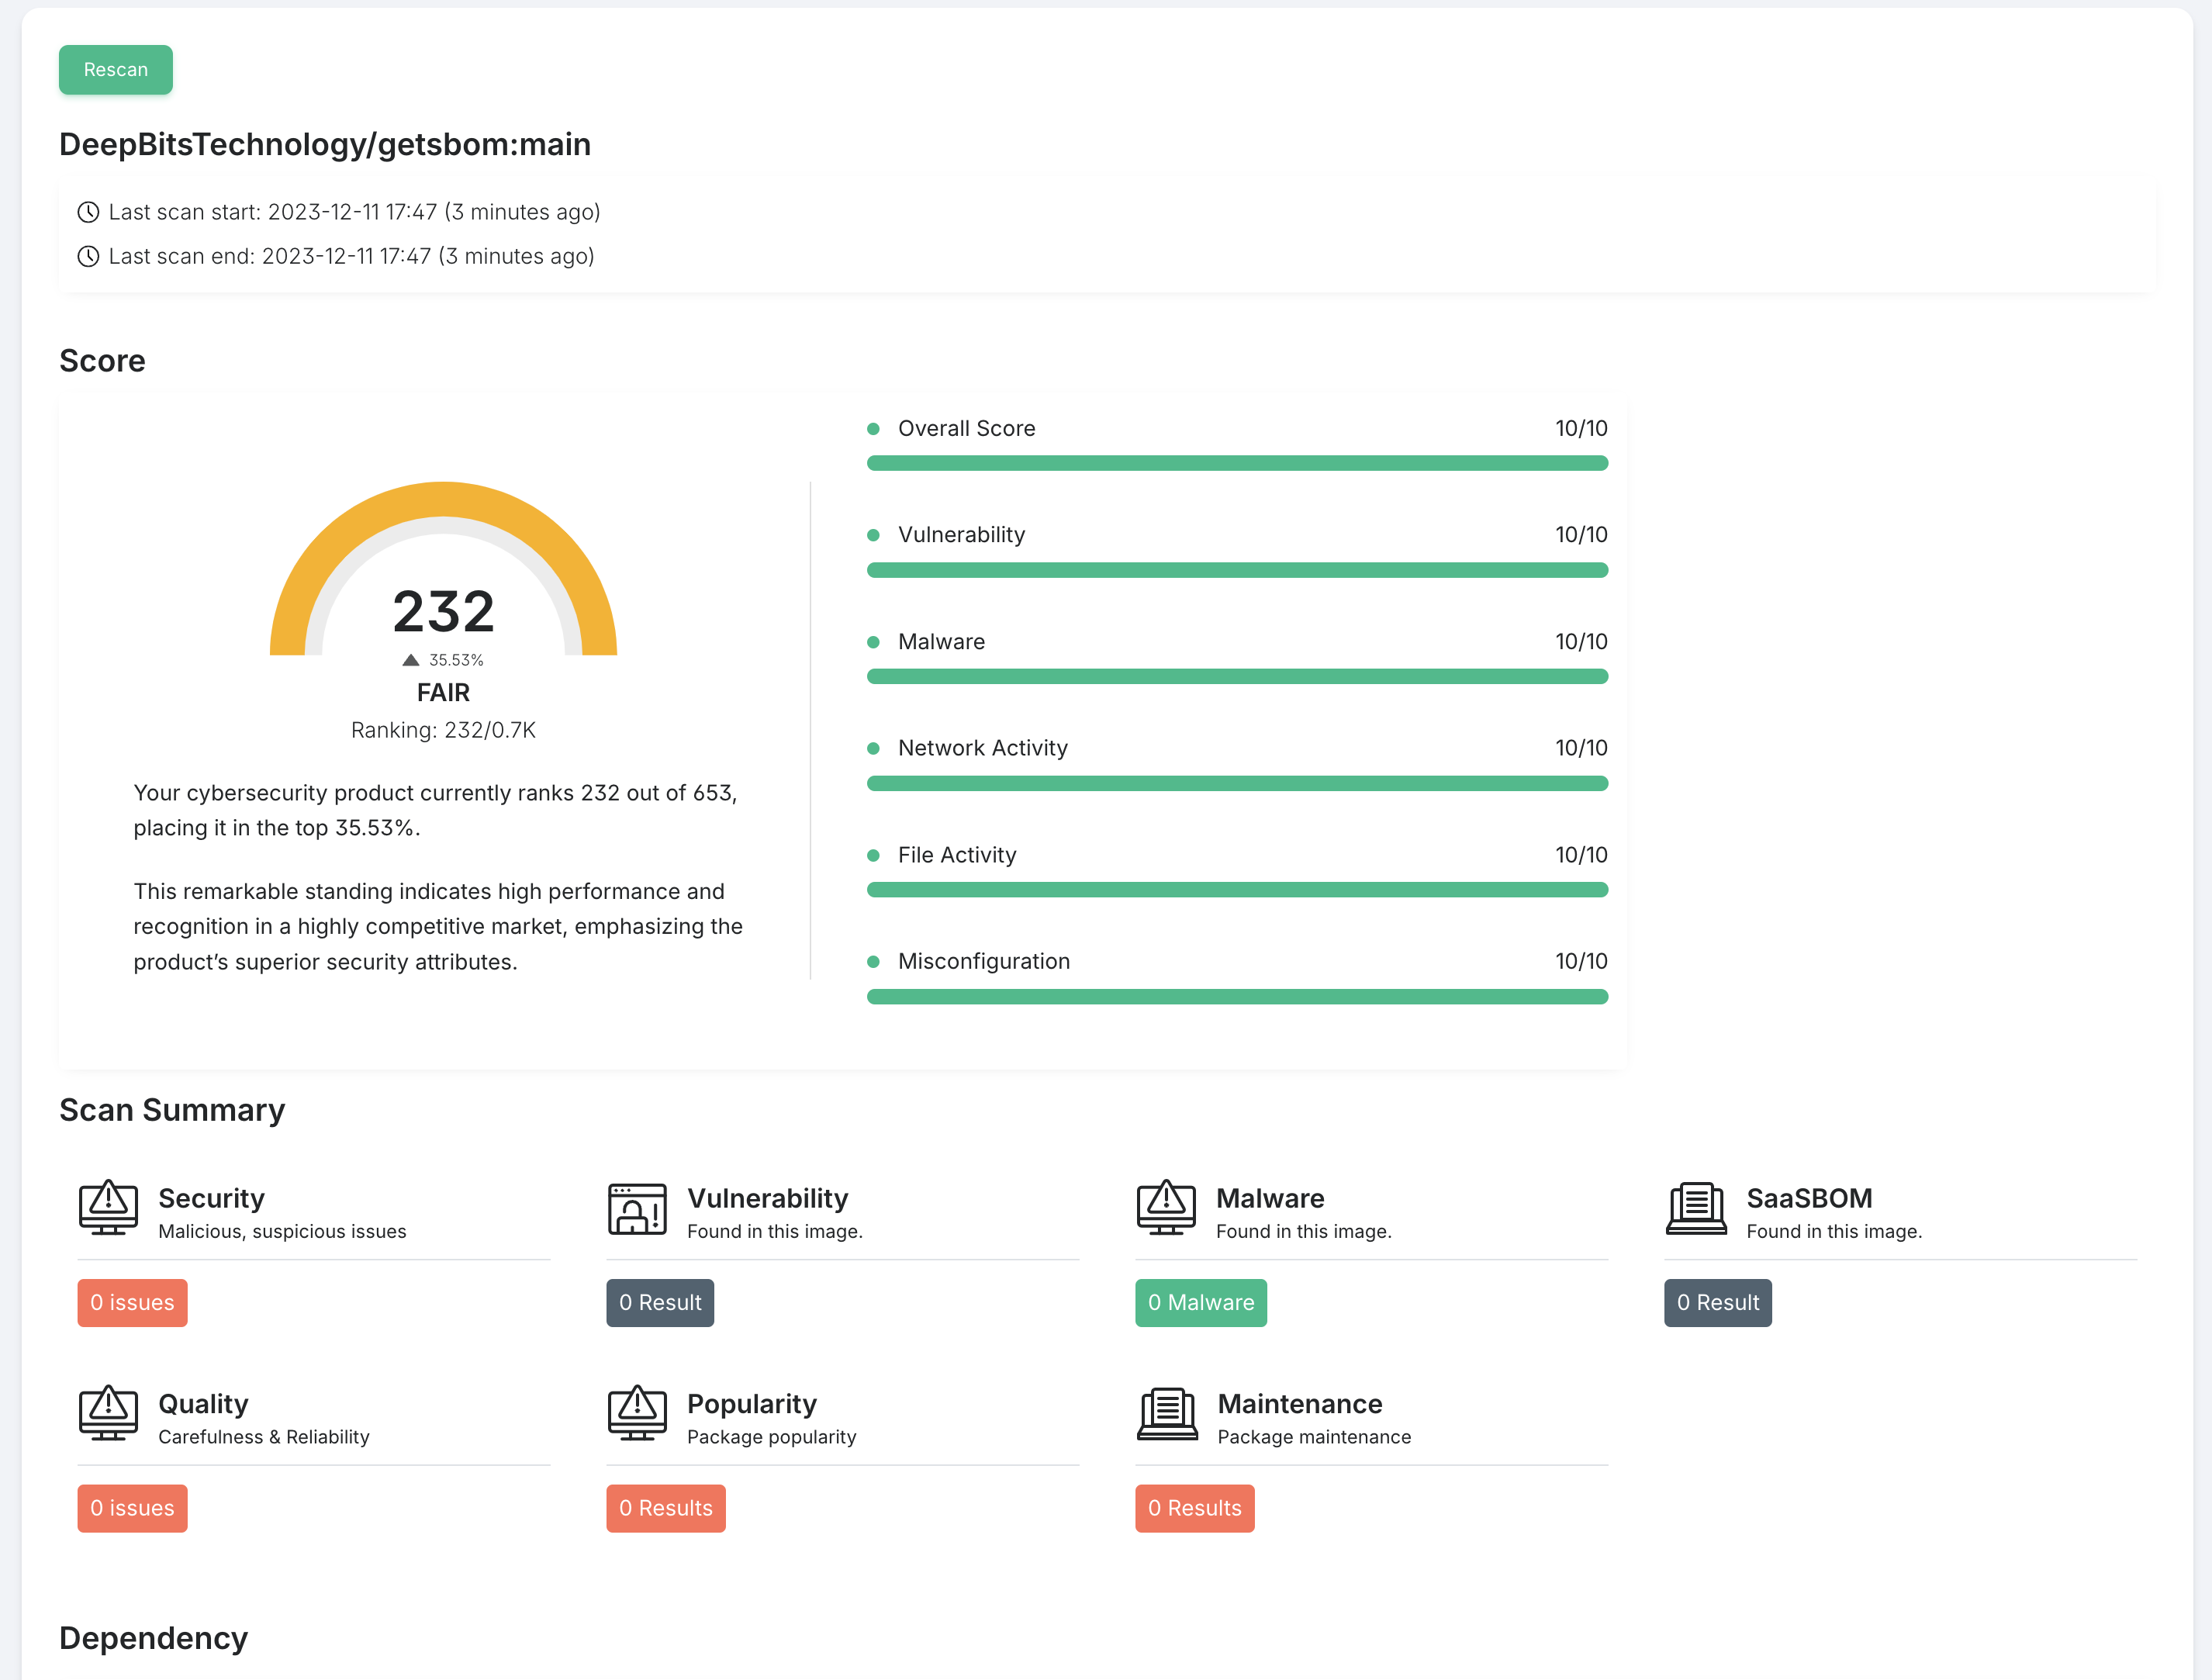 Rescan
DeepBitsTechnology/getsbom:main
Last scan start: 2023-12-11 17:47 (3 minutes ago)
Last scan end: 2023-12-11 17:47 (3 minutes ago)
Score
232
35.53%
FAIR
Ranking: 232/0.7K
Your cybersecurity product currently ranks 232 out of 653,
placing it in the top 35.53%.
This remarkable standing indicates high performance and
recognition in a highly competitive market, emphasizing the
product’s superior security attributes.
Overall Score 10/10
Vulnerability 10/10
Malware 10/10
Network Activity 10/10
File Activity 10/10
Misconfiguration 10/10
Scan Summary
Security
Malicious, suspicious issues
0 issues
Vulnerability
Found in this image.
0 Result
Malware
Found in this image.
0 Malware
SaaSBOM
Found in this image.
0 Result
Quality
Carefulness & Reliability
0 issues
Popularity
Package popularity
0 Results
Maintenance
Package maintenance
0 Results
Dependency